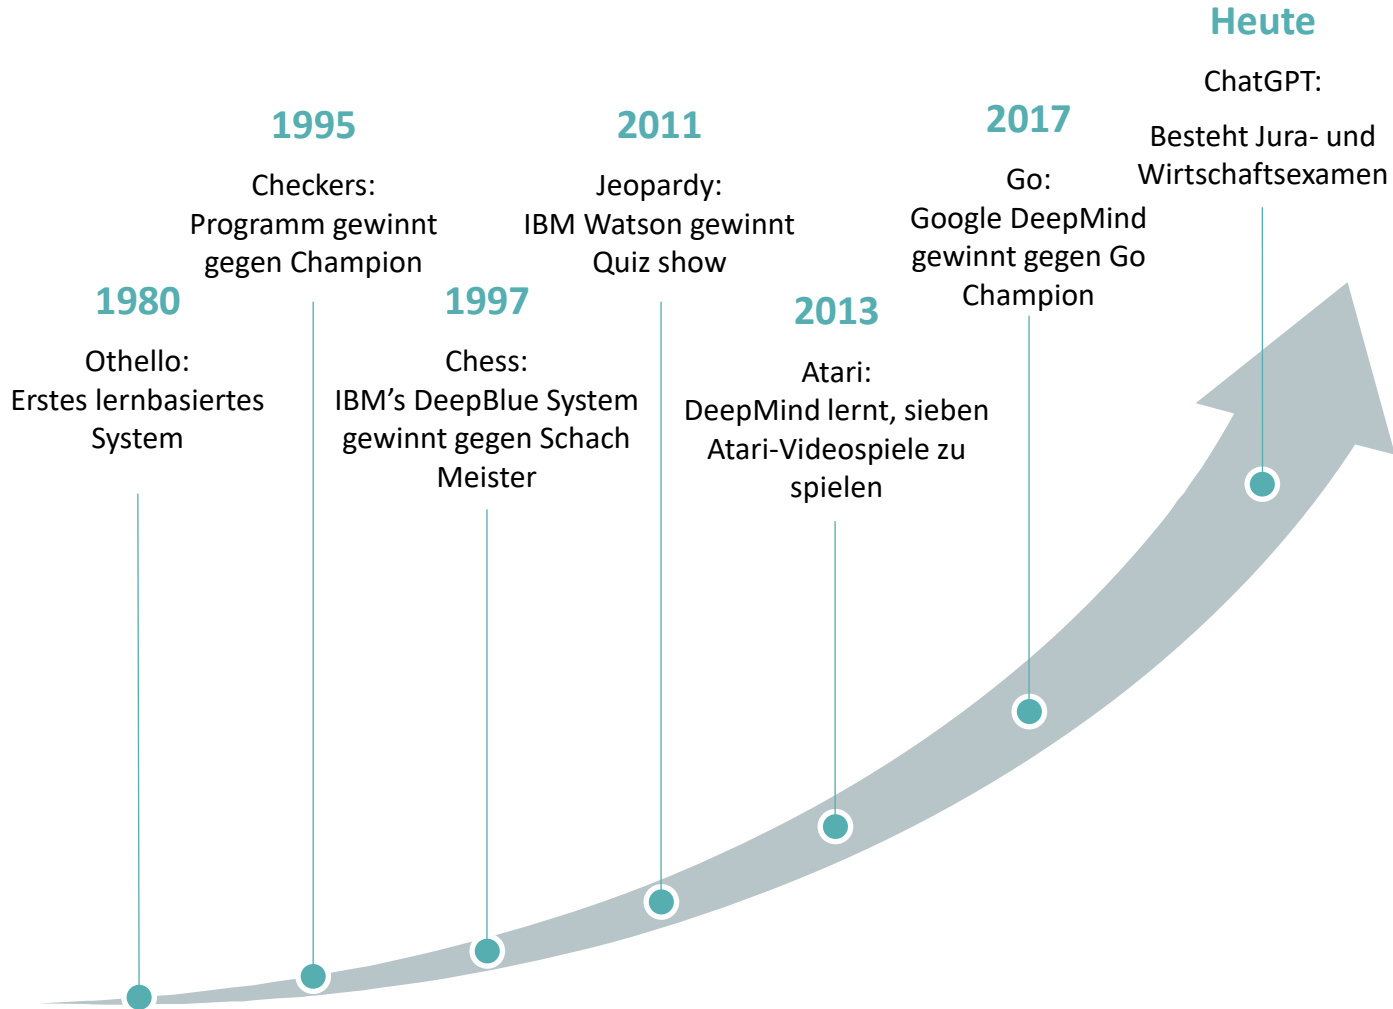 1980
Othello:
Erstes lernbasiertes
System
1995
Checkers:
Programm gewinnt
gegen Champion
1997
Chess:
IBM’s DeepBlue System
gewinnt gegen Schach
Meister
2011
Jeopardy:
IBM Watson gewinnt
Quiz show
2013
Atari:
DeepMind lernt, sieben
Atari-Videospiele zu
spielen
2017
Go:
Google DeepMind
gewinnt gegen Go
Champion
Heute
ChatGPT:
Besteht Jura- und
Wirtschaftsexamen